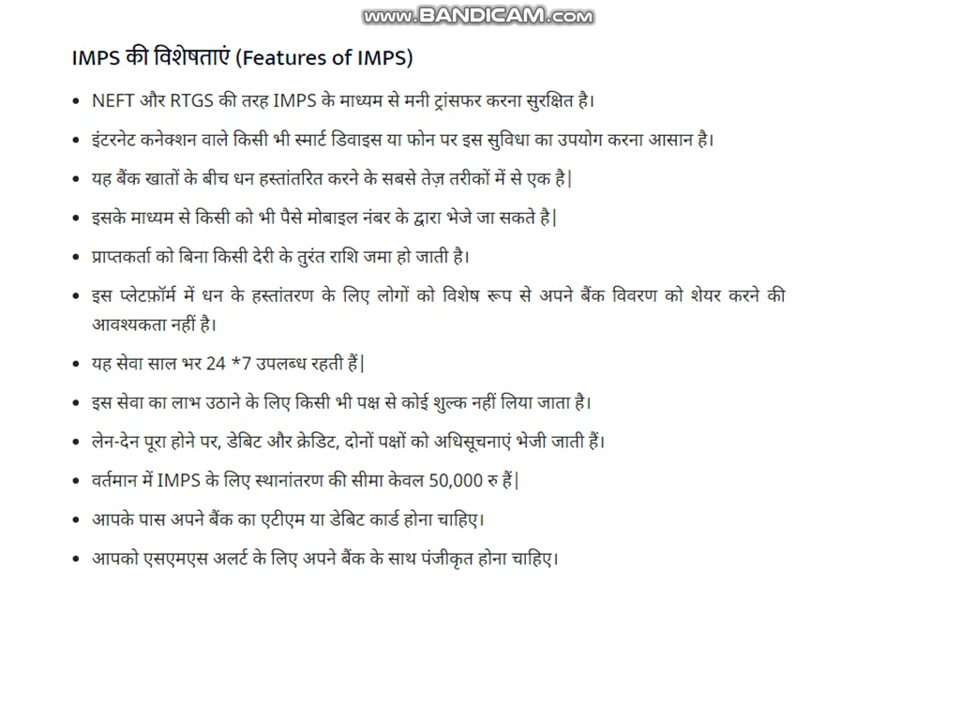 www.BANDICAM.com
IMPS की विशेषताएं (Features of IMPS)
• NEFT और RTGS की तरह IMPS के माध्यम से मनी ट्रांसफर करना सुरक्षित है।
• इंटरनेट कनेक्शन वाले किसी भी स्मार्ट डिवाइस या फोन पर इस सुविधा का उपयोग करना आसान है।
• यह बैंक खातों के बीच धन हस्तांतरित करने के सबसे तेज़ तरीकों में से एक है|
• इसके माध्यम से किसी को भी पैसे मोबाइल नंबर के द्वारा भेजे जा सकते है|
• प्राप्तकर्ता को बिना किसी देरी के तुरंत राशि जमा हो जाती है।
• इस प्लेटफ़ॉर्म में धन के हस्तांतरण के लिए लोगों को विशेष रूप से अपने बैंक विवरण को शेयर करने की
आवश्यकता नहीं है।
• यह सेवा साल भर 24 *7 उपलब्ध रहती हैं|
• इस सेवा का लाभ उठाने के लिए किसी भी पक्ष से कोई शुल्क नहीं लिया जाता है।
• लेन-देन पूरा होने पर, डेबिट और क्रेडिट, दोनों पक्षों को अधिसूचनाएं भेजी जाती हैं।
• वर्तमान में IMPS के लिए स्थानांतरण की सीमा केवल 50,000 रु हैं|
• आपके पास अपने बैंक का एटीएम या डेबिट कार्ड होना चाहिए।
• आपको एसएमएस अलर्ट के लिए अपने बैंक के साथ पंजीकृत होना चाहिए।